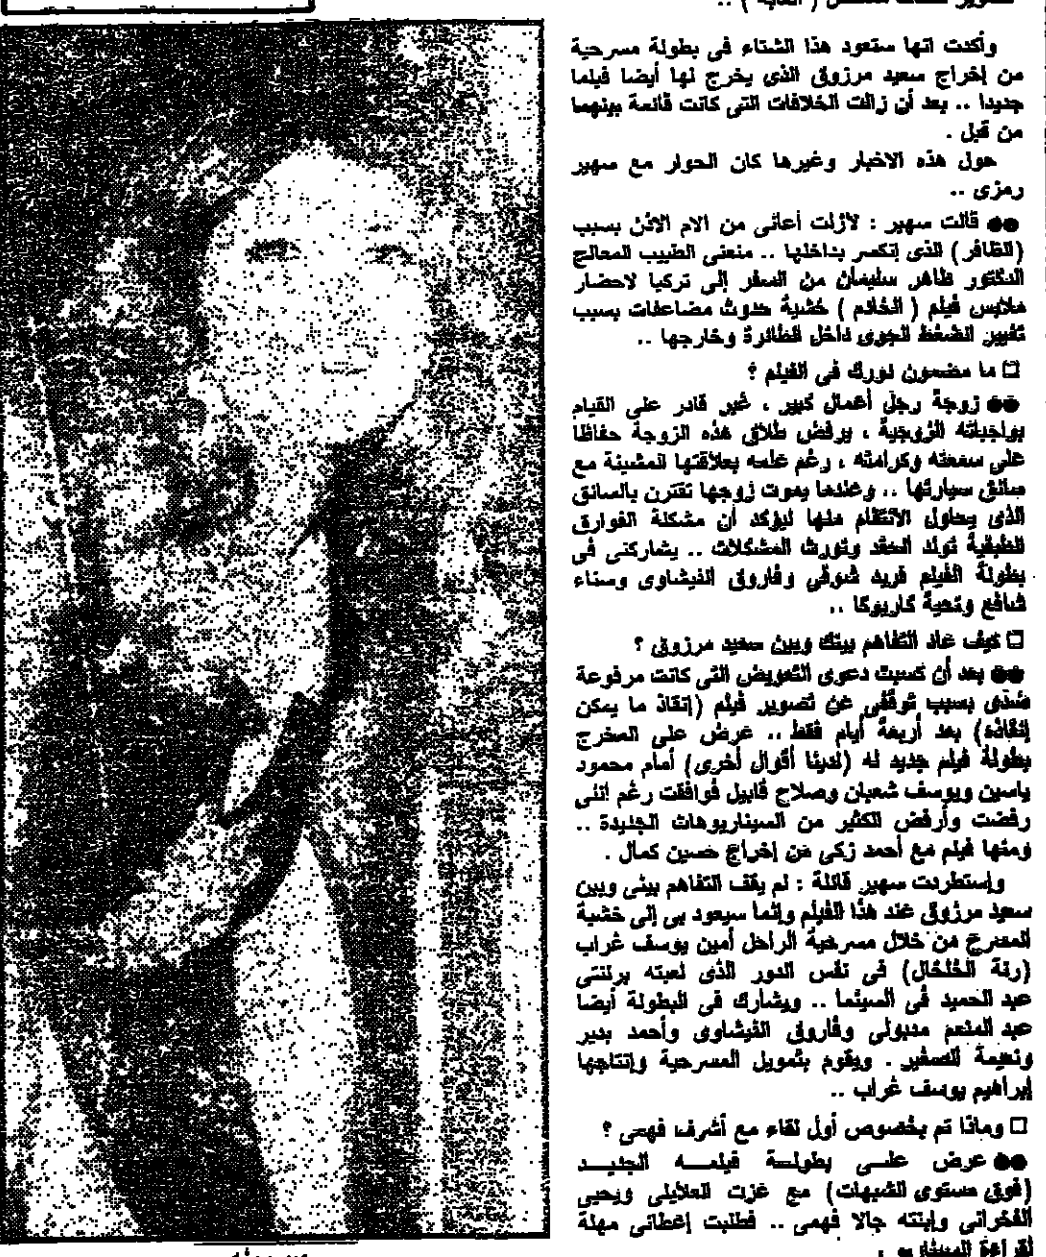 وأكدت انها ستعود هذا الشتاء فى بطولة مسرحية
من إخراج سعيد مرزوق الذى يخرج لها أيضا فيلما
جديدا .. بعد أن زالت الخلافات التى كانت قائمة بينهما
من قبل .
حول هذه الاخبار وغيرها كان الحوار مع سهير
رمزى ..
●● قالت سهير : لازلت أعانى من الام الاذن بسبب
(الظافر) الذى إنكسر بداخلها .. منعنى الطبيب المعالج
الدكتور طاهر سليمان من السفر إلى تركيا لاحضار
ملابس فيلم ( الخادم ) خشية حدوث مضاعفات بسبب
تغيير الضغط الجوى داخل الطائرة وخارجها ..
□ ما مضمون دورك فى الفيلم ؟
●● زوجة رجل أعمال كبير ، غير قادر على القيام
بواجباته الزوجية ، يرفض طلاق هذه الزوجة حفاظا
على سمعته وكرامته ، رغم علمه بعلاقتها المشينة مع
سائق سيارتها .. وعندما يموت زوجها تقترن بالسائق
الذى يحاول الانتقام منها ليؤكد أن مشكلة الفوارق
الطبقية تولد الحقد وتورث المشكلات .. يشاركنى فى
بطولة الفيلم فريد شوقي وفاروق الفيشاوى وسناء
شافع وتحية كاريوكا ..
□ كيف عاد التفاهم بينك وبين سعيد مرزوق ؟
●● بعد أن كسبت دعوى التعويض التى كانت مرفوعة
ضدى بسبب توقفى عن تصوير فيلم (إنقاذ ما يمكن
إنقاذه) بعد أربعة أيام فقط .. عرض على المخرج
بطولة فيلم جديد له (لدينا أقوال أخرى) أمام محمود
ياسين ويوسف شعبان وصلاح قابيل فوافقت رغم اننى
رفضت وأرفض الكثير من السيناريوهات الجديدة ..
ومنها فيلم مع أحمد زكى من إخراج حسين كمال .
وإستطردت سهير قائلة : لم يقف التفاهم بينى وبين
سعيد مرزوق عند هذا الفيلم وإنما سيعود بى إلى خشبة
المسرح من خلال مسرحية الراحل أمين يوسف غراب
(رنة الخلخال) فى نفس الدور الذى لعبته برلنتى
عبد الحميد فى السينما .. ويشارك فى البطولة أيضا
عبد المنعم مدبولى وفاروق الفيشاوى وأحمد بدير
ونعيمة الصغير . ويقوم بتمويل المسرحية وإنتاجها
إبراهيم يوسف غراب ..
□ وماذا تم بخصوص أول لقاء مع أشرف فهمى ؟
●● عرض على بطولة فيلمه الجديد
(فوق مستوى الشبهات) مع عزت العلايلى ويحيى
الفخرانى وإبنته جالا فهمى .. فطلبت إعطائى مهلة
لقراءة